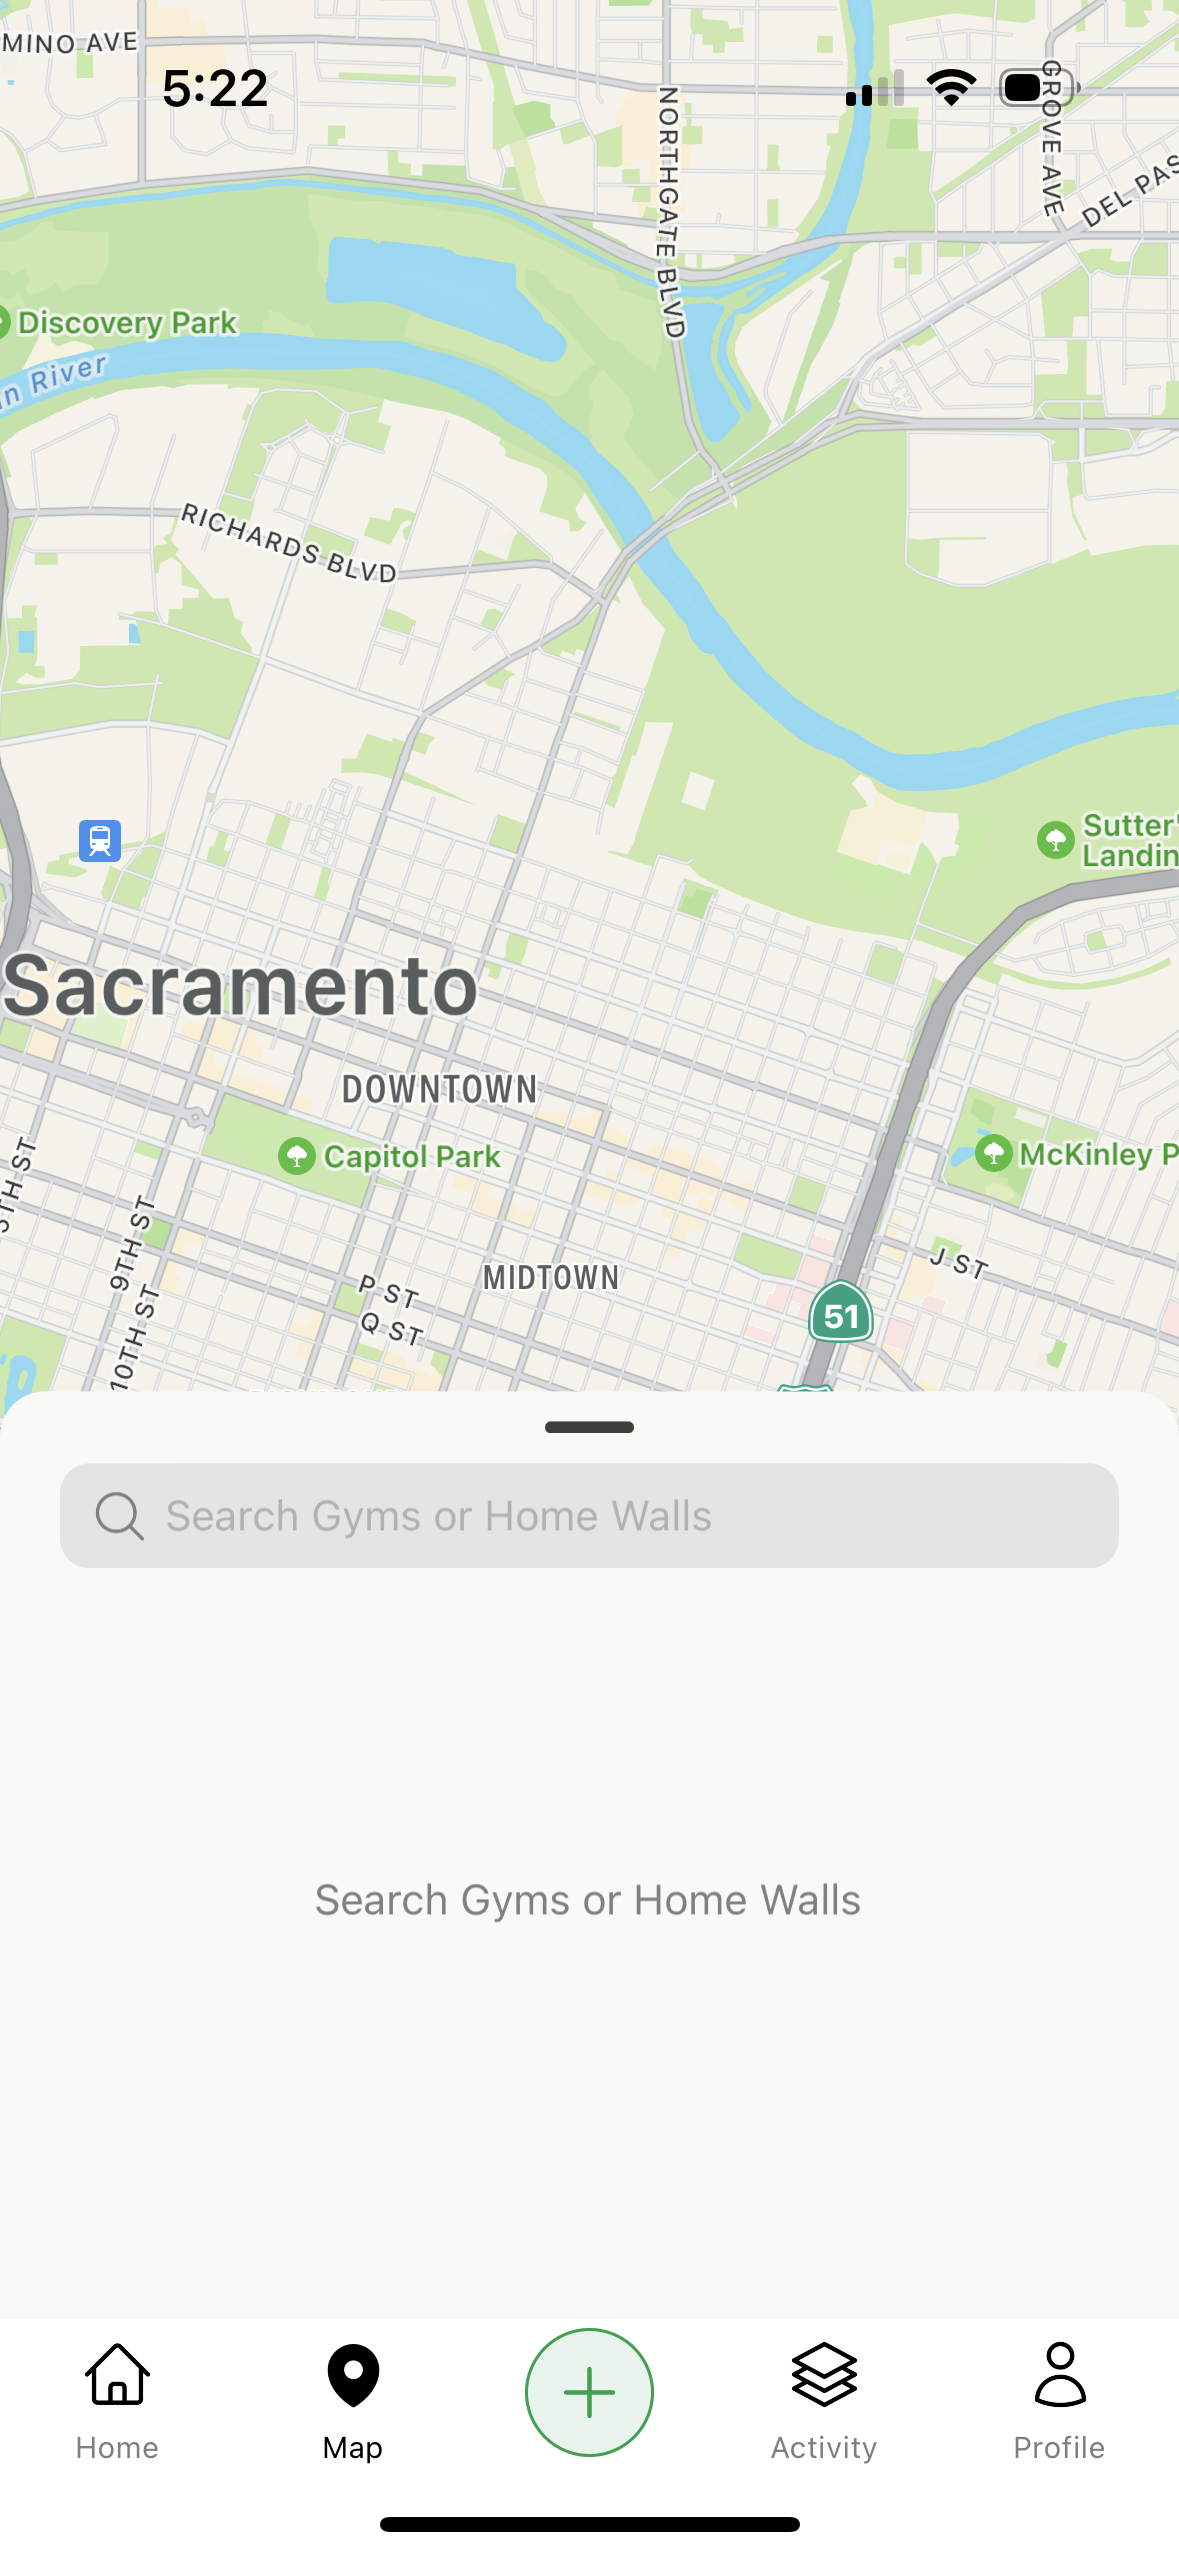 MINO AVE
5:22
GROVE AVE
NORTHGATE BLVD
DEL PAS
Discovery Park
n River
RICHARDS BLVD
Sutter'
Landin
Sacramento
DOWNTOWN
Capitol Park
McKinley P
5TH ST
9TH ST
J ST
MIDTOWN
P ST
Q ST
10TH ST
51
Search Gyms or Home Walls
Search Gyms or Home Walls
Home
Map
Activity
Profile